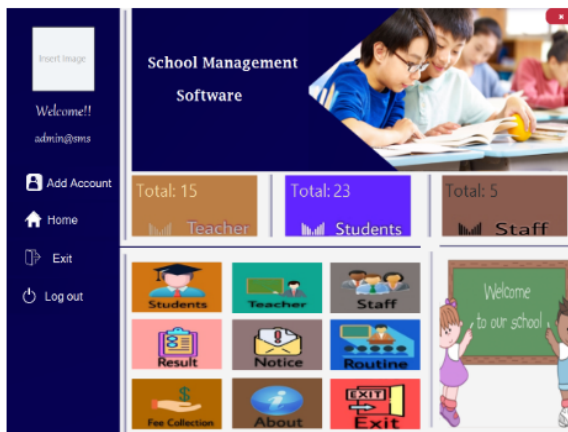 Insert Image
Welcome!!
admin@sms
Add Account
Home
Exit
Log out
School Management
Software
×
Total: 15
Teacher
Total: 23
Students
Total: 5
Staff
Students
Teacher
Staff
Result
Notice
Routine
Fee Collection
About
EXIT
Exit
Welcome
to our school